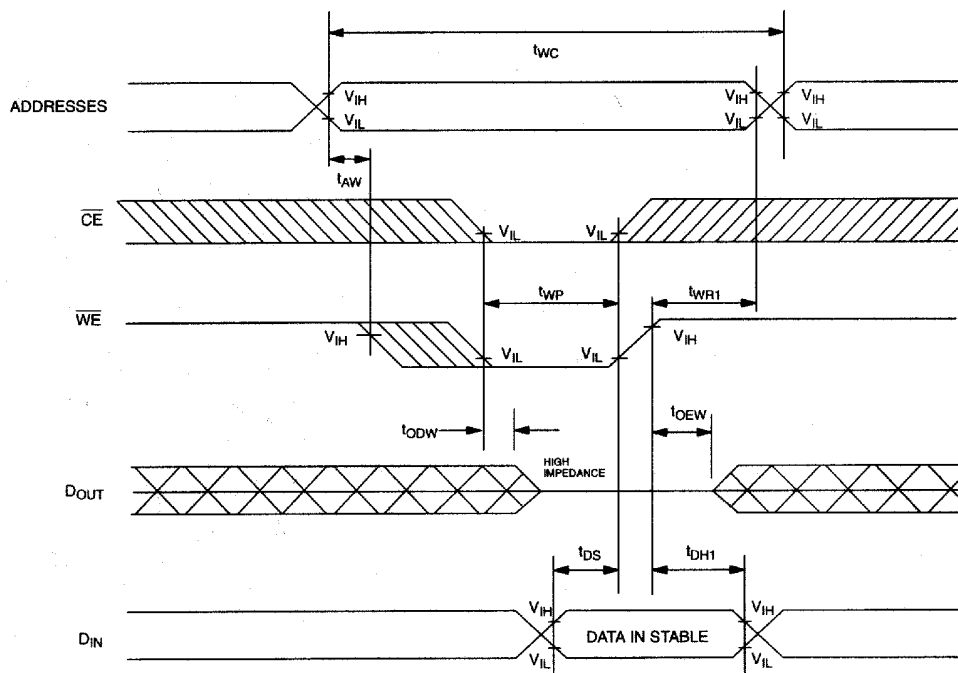 tWC
ADDRESSES
VIH VIH VIH
VIL VIL VIL
tAW
CE
VIL VIL
tWP tWR1
WE
VIH VIL VIL VIH
tODW tOEW
HIGH
IMPEDANCE
DOUT
tDS tDH1
VIH VIH
DIN DATA IN STABLE
VIL VIL